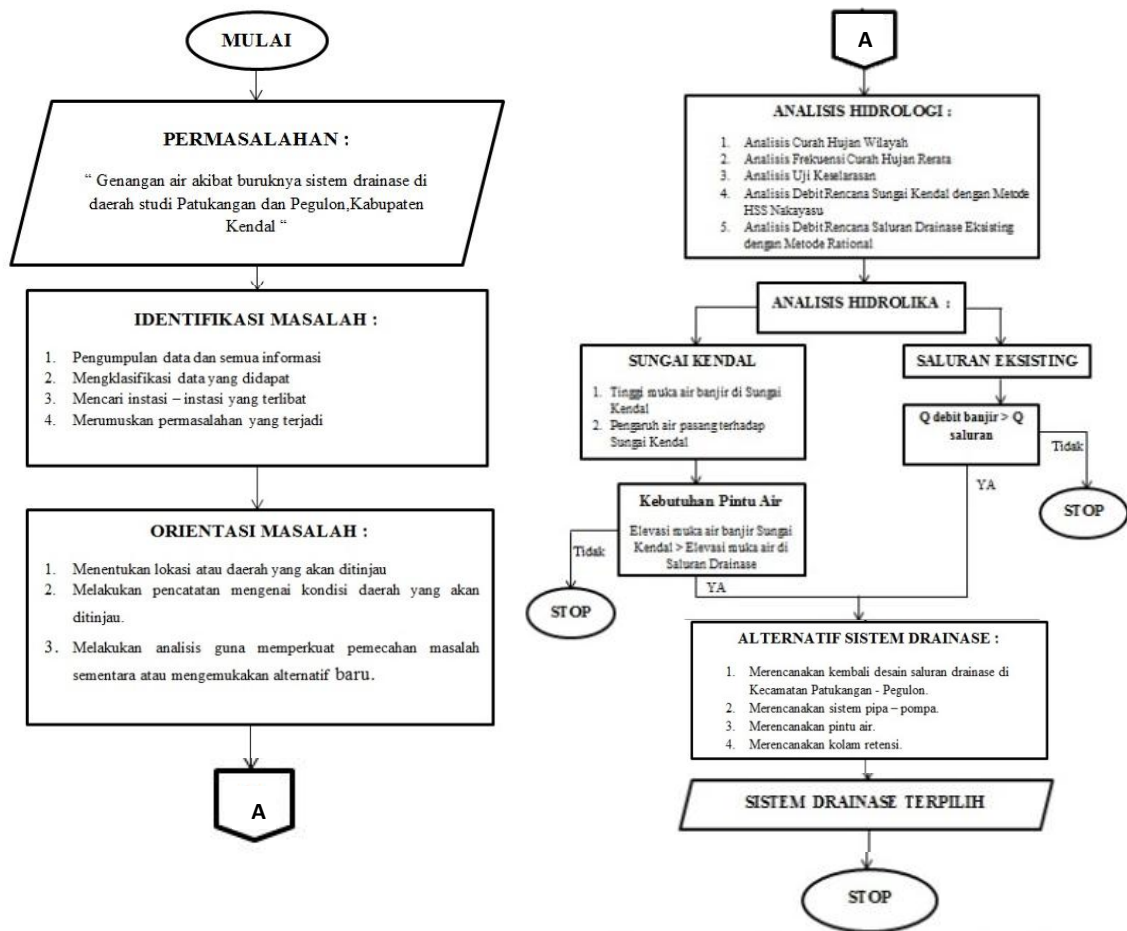 MULAI
PERMASALAHAN :
“ Genangan air akibat buruknya sistem drainase di
daerah studi Patukangan dan Pegulon,Kabupaten
Kendal “
IDENTIFIKASI MASALAH :
1. Pengumpulan data dan semua informasi
2. Mengklasifikasi data yang didapat
3. Mencari instasi – instasi yang terlibat
4. Merumuskan permasalahan yang terjadi
ORIENTASI MASALAH :
1. Menentukan lokasi atau daerah yang akan ditinjau
2. Melakukan pencatatan mengenai kondisi daerah yang akan
ditinjau.
3. Melakukan analisis guna memperkuat pemecahan masalah
sementara atau mengemukakan alternatif baru.
A
A
ANALISIS HIDROLOGI :
1. Analisis Curah Hujan Wilayah
2. Analisis Frekuensi Curah Hujan Rerata
3. Analisis Uji Keselarasan
4. Analisis Debit Rencana Sungai Kendal dengan Metode
HSS Nakayasu
5. Analisis Debit Rencana Saluran Drainase Eksisting
dengan Metode Rational
ANALISIS HIDROLIKA :
SUNGAI KENDAL
1. Tinggi muka air banjir di Sungai
Kendal
2. Pengaruh air pasang terhadap
Sungai Kendal
SALURAN EKSISTING
Q debit banjir > Q
saluran
Tidak
YA
STOP
Kebutuhan Pintu Air
Elevasi muka air banjir Sungai
Kendal > Elevasi muka air di
Saluran Drainase
Tidak
YA
STOP
ALTERNATIF SISTEM DRAINASE :
1. Merencanakan kembali desain saluran drainase di
Kecamatan Patukangan - Pegulon.
2. Merencanakan sistem pipa – pompa.
3. Merencanakan pintu air.
4. Merencanakan kolam retensi.
SISTEM DRAINASE TERPILIH
STOP